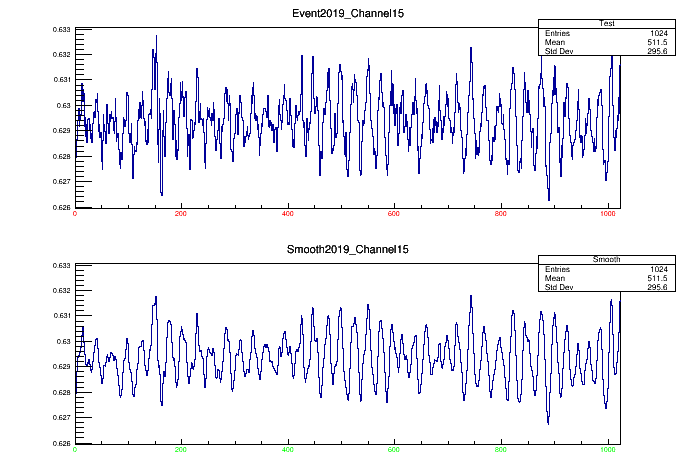 Event2019_Channel15
Test
Entries 1024
Mean 511.5
Std Dev 295.6
0.633
0.632
0.631
0.63
0.629
0.628
0.627
0.626
0 200 400 600 800 1000
Smooth2019_Channel15
Smooth
Entries 1024
Mean 511.5
Std Dev 295.6
0.633
0.632
0.631
0.63
0.629
0.628
0.627
0.626
0 200 400 600 800 1000